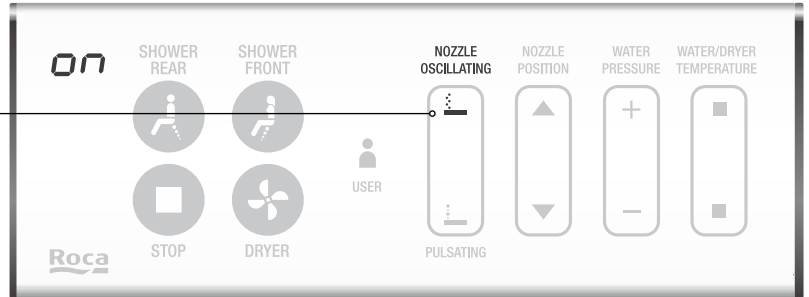 on
SHOWER
REAR
SHOWER
FRONT
NOZZLE
OSCILLATING
NOZZLE
POSITION
WATER
PRESSURE
WATER/DRYER
TEMPERATURE
USER
STOP
DRYER
PULSATING
Roca